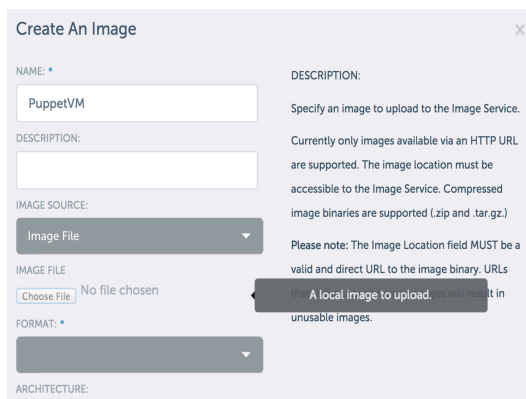 Create An Image
X
NAME: *
PuppetVM
DESCRIPTION:
IMAGE SOURCE:
Image File
IMAGE FILE
Choose File No file chosen
FORMAT: *
ARCHITECTURE:
DESCRIPTION:
Specify an image to upload to the Image Service.
Currently only images available via an HTTP URL
are supported. The image location must be
accessible to the Image Service. Compressed
image binaries are supported (.zip and .tar.gz.)
Please note: The Image Location field MUST be a
valid and direct URL to the image binary. URLs
A local image to upload.
will result in
unusable images.